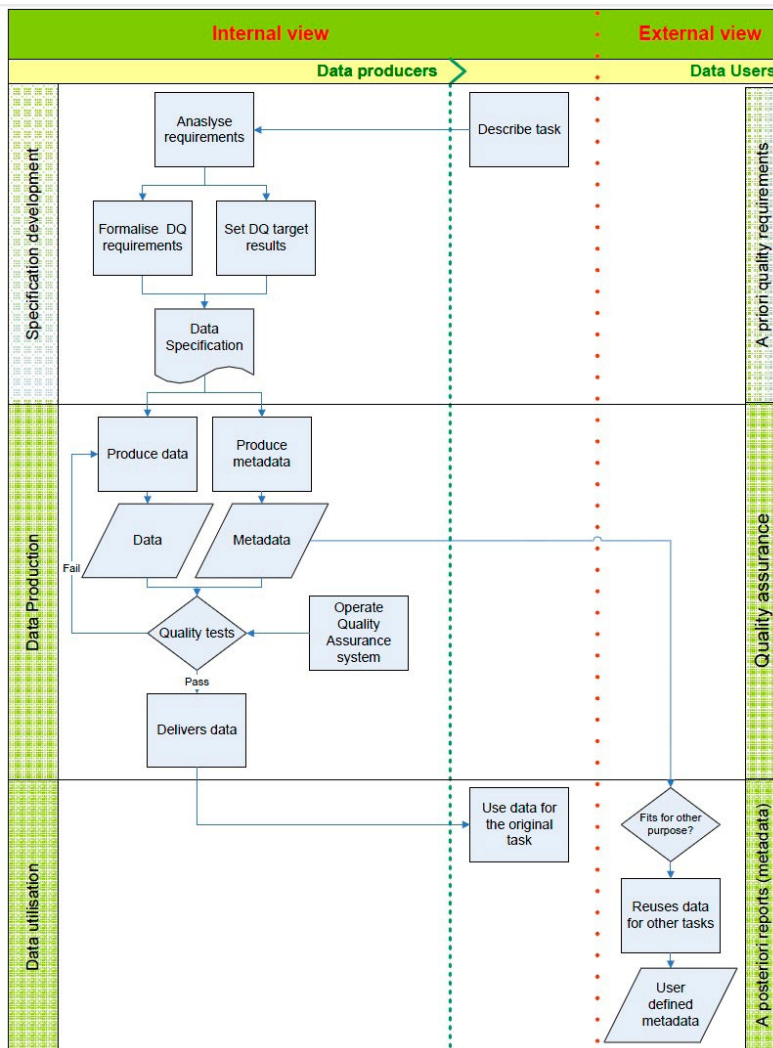 Internal view
External view
Data producers
Data Users
Specification development
A priori quality requirements
Analyse
requirements
Describe task
Formalise DQ
requirements
Set DQ target
results
Data
Specification
Data Production
Quality assurance
Produce data
Produce
metadata
Data
Metadata
Fail
Quality tests
Operate
Quality
Assurance
system
Pass
Delivers data
Data utilisation
A posteriori reports (metadata)
Use data for
the original
task
Fits for other
purpose?
Reuses data
for other tasks
User
defined
metadata